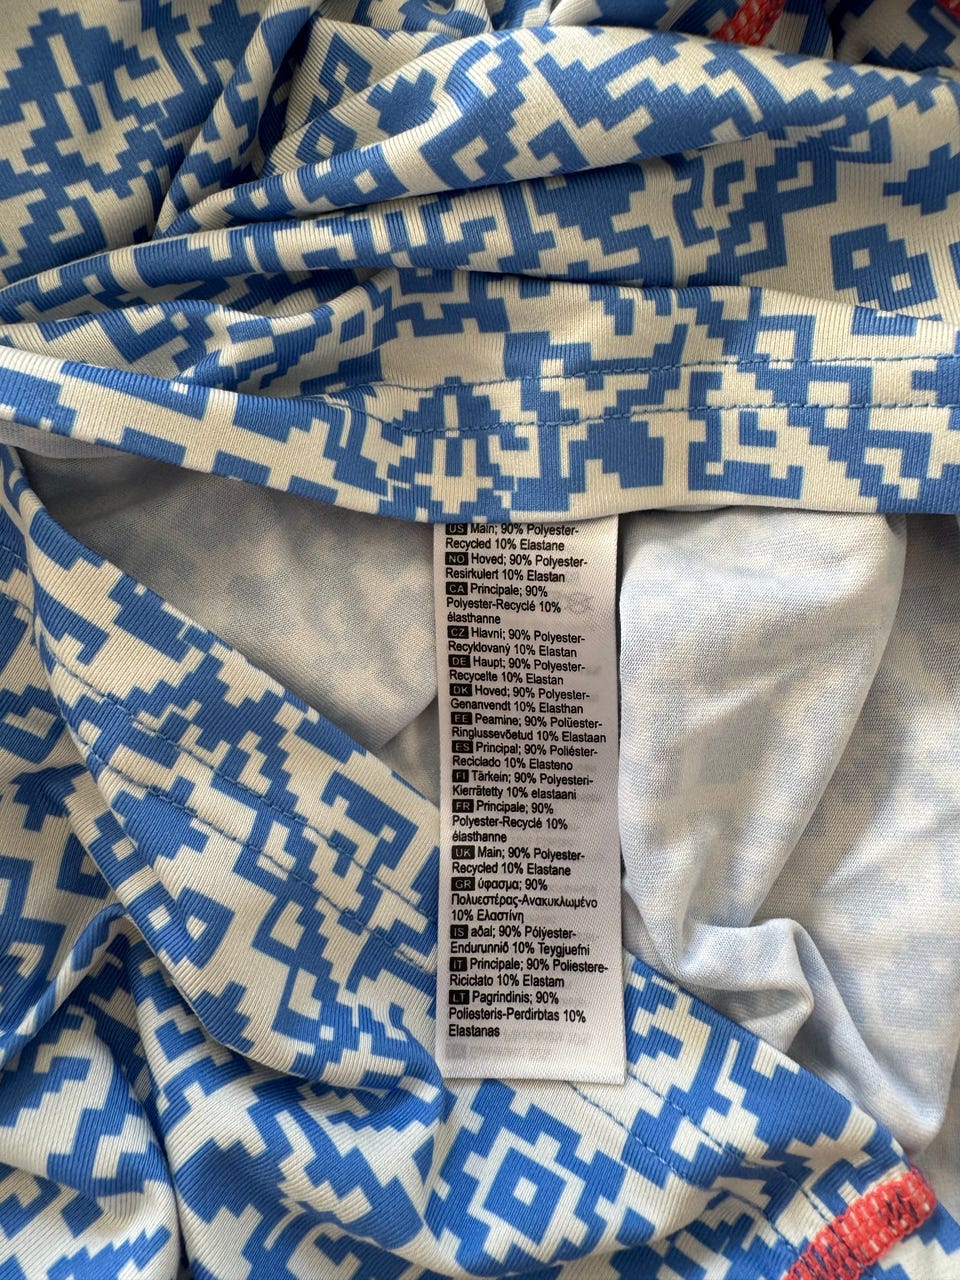 US Main; 90% Polyester-
Recycled 10% Elastane
NO Hoved; 90% Polyester-
Resirkulert 10% Elastan
CA Principale; 90%
Polyester-Recyclé 10%
élasthanne
CZ Hlavní; 90% Polyester-
Recyklovaný 10% Elastan
DE Haupt; 90% Polyester-
Recycelte 10% Elastan
DK Hoved; 90% Polyester-
Genanvendt 10% Elasthan
EE Peamine; 90% Polüester-
Ringlussevõetud 10% Elastaan
ES Principal; 90% Poliéster-
Reciclado 10% Elasteno
FI Tärkein; 90% Polyesteri-
Kierrätetty 10% elastaani
FR Principale; 90%
Polyester-Recyclé 10%
élasthanne
UK Main; 90% Polyester-
Recycled 10% Elastane
GR ύφασμα; 90%
Πολυεστέρας-Ανακυκλωμένο
10% Ελαστίνη
IS aðal; 90% Pólýester-
Endurunnið 10% Teygjuefni
IT Principale; 90% Poliestere-
Riciclato 10% Elastam
LT Pagrindinis; 90%
Poliesteris-Perdirbtas 10%
Elastanas